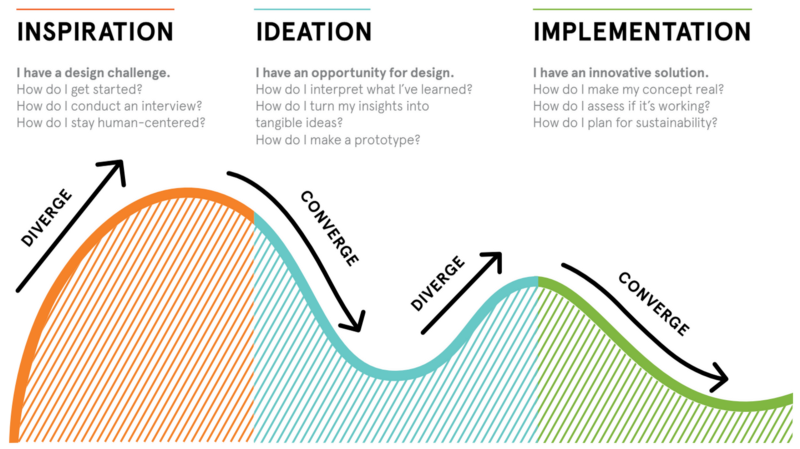 INSPIRATION
I have a design challenge.
How do I get started?
How do I conduct an interview?
How do I stay human-centered?
IDEATION
I have an opportunity for design.
How do I interpret what I've learned?
How do I turn my insights into
tangible ideas?
How do I make a prototype?
IMPLEMENTATION
I have an innovative solution.
How do I make my concept real?
How do I assess if it's working?
How do I plan for sustainability?
DIVERGE
CONVERGE
DIVERGE
CONVERGE